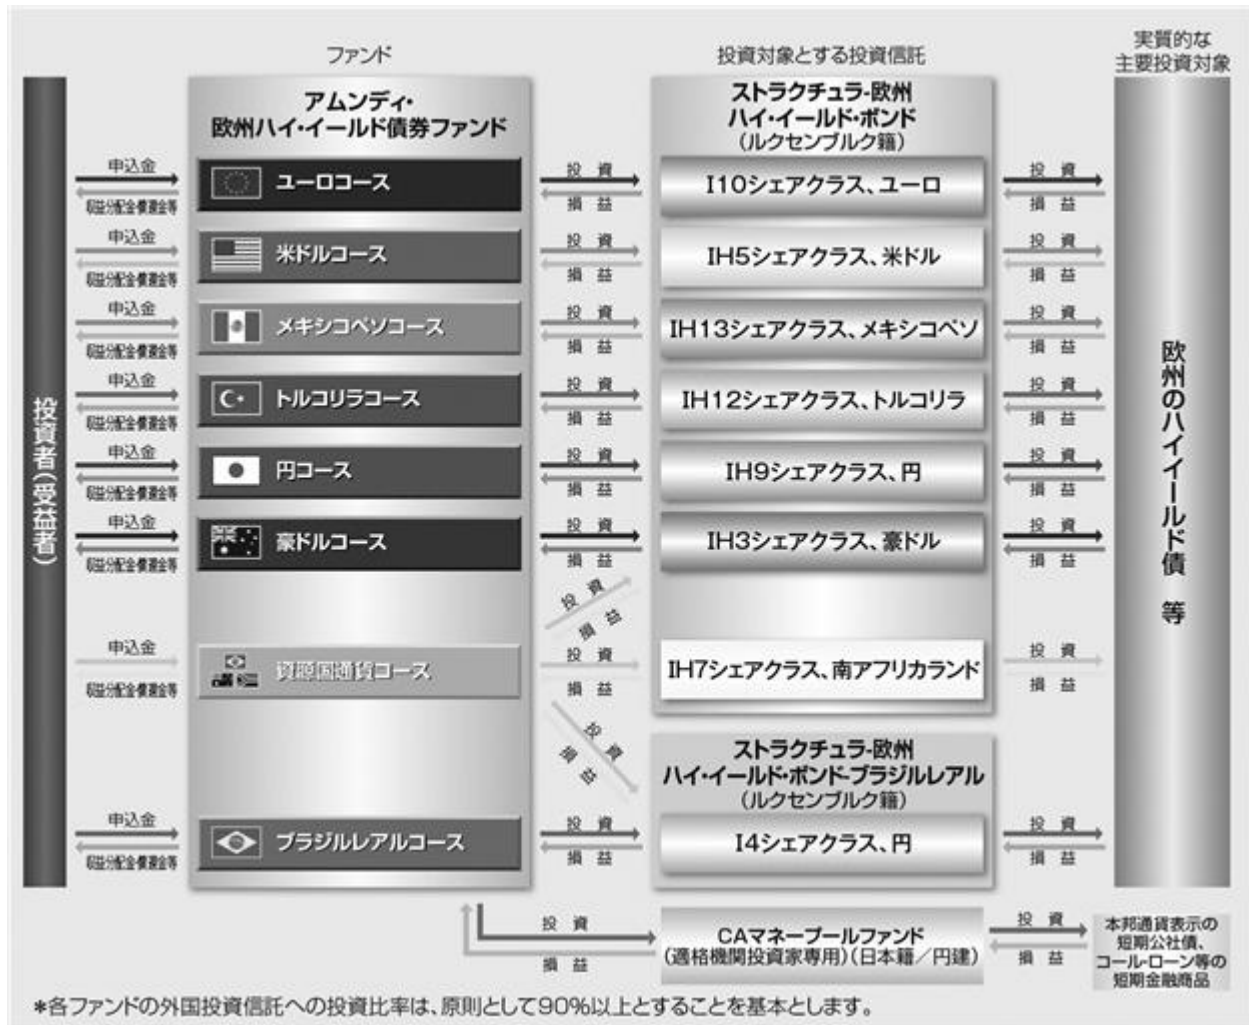 ファンド
投資対象とする投資信託
実質的な
主要投資対象
アムンディ・
欧州ハイ・イールド債券ファンド
ストラクチュラ-欧州
ハイ・イールド・ボンド
(ルクセンブルク籍)
投資者(受益者)
申込金
収益分配金・償還金等
ユーロコース
投資
損益
I10シェアクラス、ユーロ
投資
損益
申込金
収益分配金・償還金等
米ドルコース
投資
損益
IH5シェアクラス、米ドル
投資
損益
申込金
収益分配金・償還金等
メキシコペソコース
投資
損益
IH13シェアクラス、メキシコペソ
投資
損益
申込金
収益分配金・償還金等
トルコリラコース
投資
損益
IH12シェアクラス、トルコリラ
投資
損益
申込金
収益分配金・償還金等
円コース
投資
損益
IH9シェアクラス、円
投資
損益
申込金
収益分配金・償還金等
豪ドルコース
投資
損益
IH3シェアクラス、豪ドル
投資
損益
欧州のハイイールド債 等
投資
損益
申込金
収益分配金・償還金等
資源国通貨コース
投資
損益
IH7シェアクラス、南アフリカランド
投資
損益
投資
損益
ストラクチュラ-欧州
ハイ・イールド・ボンド-ブラジルレアル
(ルクセンブルク籍)
申込金
収益分配金・償還金等
ブラジルレアルコース
投資
損益
I4シェアクラス、円
投資
損益
投資
損益
CAマネープールファンド
(適格機関投資家専用)(日本籍/円建)
投資
損益
本邦通貨表示の
短期公社債、
コール・ローン等の
短期金融商品
*各ファンドの外国投資信託への投資比率は、原則として90%以上とすることを基本とします。